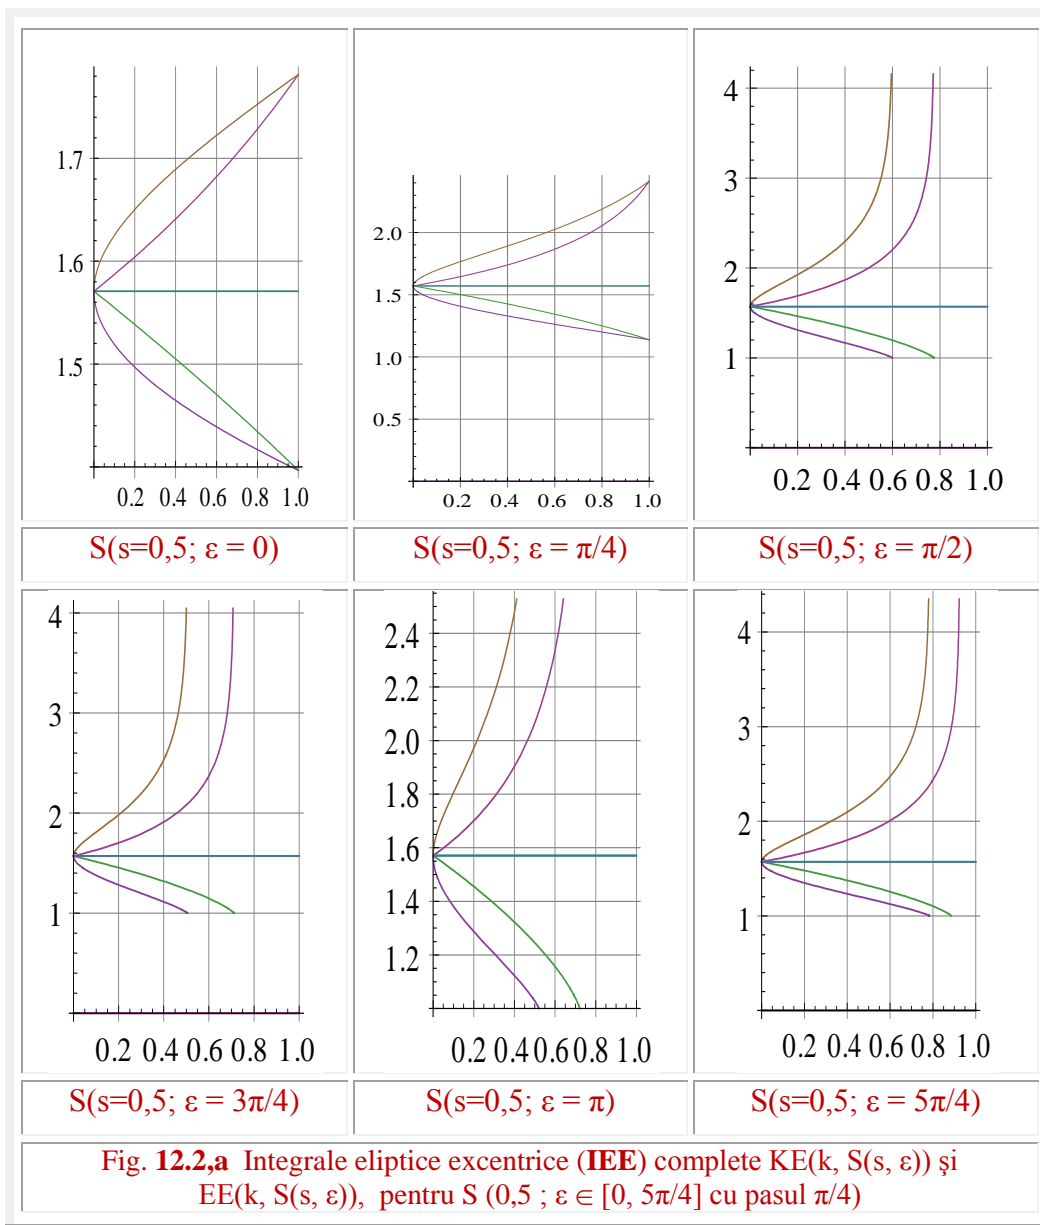 1.7
1.6
1.5
0.2 0.4 0.6 0.8 1.0
2.0
1.5
1.0
0.5
0.2 0.4 0.6 0.8 1.0
4
3
2
1
0.2 0.4 0.6 0.8 1.0
S(s=0,5; ε = 0)
S(s=0,5; ε = π/4)
S(s=0,5; ε = π/2)
4
3
2
1
0.2 0.4 0.6 0.8 1.0
2.4
2.2
2.0
1.8
1.6
1.4
1.2
0.2 0.4 0.6 0.8 1.0
4
3
2
1
0.2 0.4 0.6 0.8 1.0
S(s=0,5; ε = 3π/4)
S(s=0,5; ε = π)
S(s=0,5; ε = 5π/4)
Fig. 12.2,a Integrale eliptice excentrice (IEE) complete KE(k, S(s, ε)) şi
EE(k, S(s, ε)), pentru S (0,5 ; ε ∈ [0, 5π/4] cu pasul π/4)